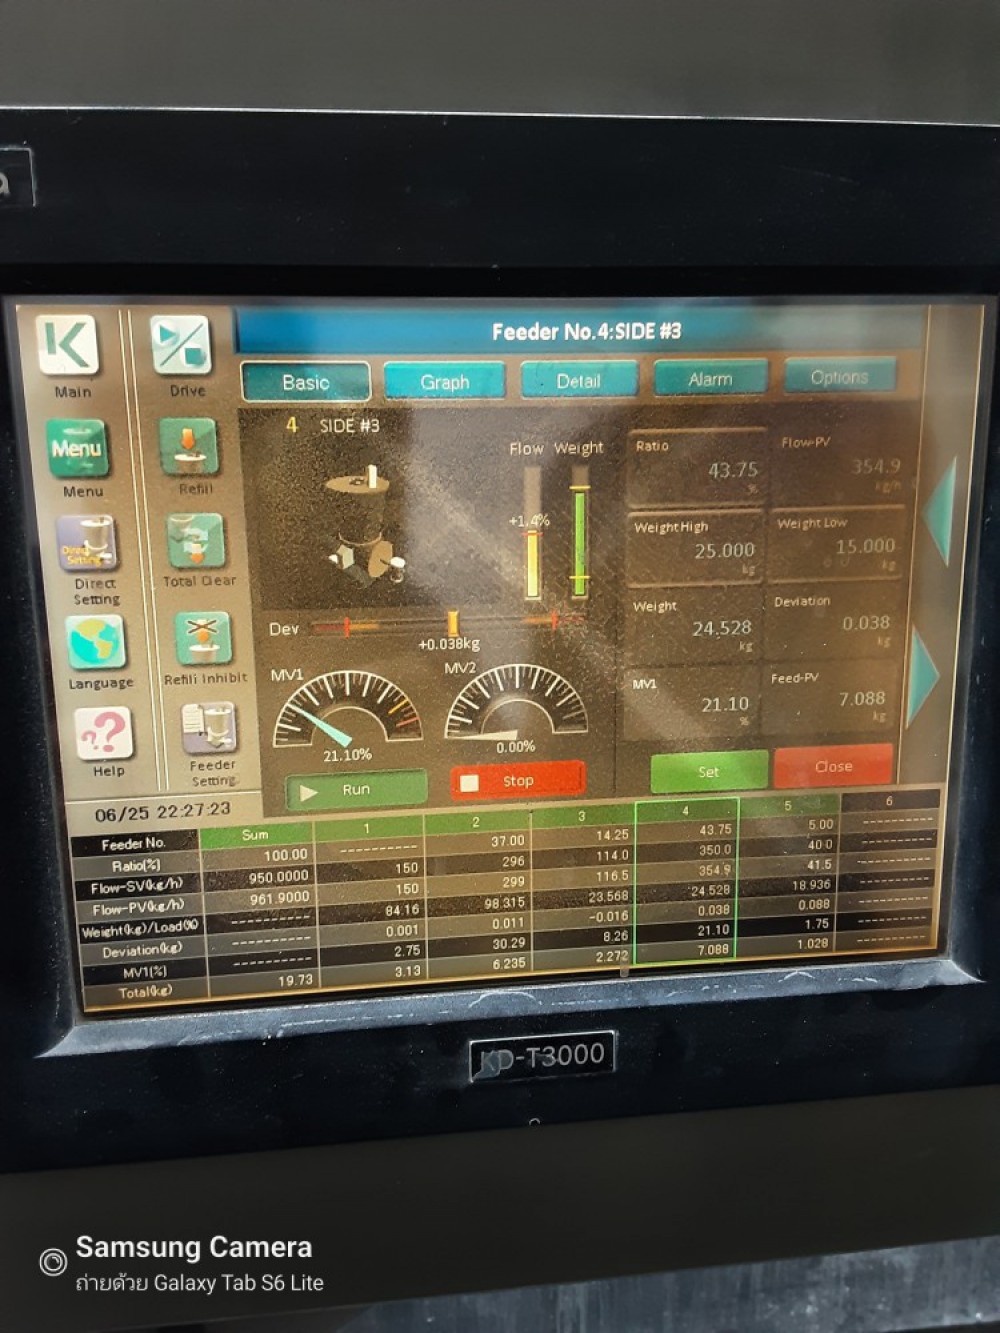 a
Feeder No.4:SIDE #3
Main
Drive
Basic Graph Detail Alarm Options
Menu
Menu
Refill
Direct Setting
Direct
Setting
Total Clear
Language
Refill Inhibit
Help
Feeder
Setting
4 SIDE #3
Flow Weight
+1.4%
Dev
+0.038kg
MV1
21.10%
MV2
0.00%
Run
Stop
Ratio
43.75
%
Flow-PV
354.9
kg/h
Weight High
25.000
kg
Weight Low
15.000
kg
Weight
24.528
kg
Deviation
0.038
kg
MV1
21.10
%
Feed-PV
7.088
kg
Set
Close
06/25 22:27:23
Feeder No. Sum 1 2 3 4 5 6
Ratio(%) 100.00 ---------- 37.00 14.25 43.75 5.00 ----------
Flow-SV(kg/h) 950.0000 150 296 114.0 350.0 40.0 ----------
Flow-PV(kg/h) 961.9000 150 299 116.5 354.9 41.5 ----------
Weight(kg)/Load(%) ---------- 84.16 98.315 23.568 24.528 18.936 ----------
Deviation(kg) ---------- 0.001 0.011 -0.016 0.038 0.088 ----------
MV1(%) ---------- 2.75 30.29 8.26 21.10 1.75 ----------
Total(kg) 19.73 3.13 6.235 2.272 7.088 1.028 ----------
KD-T3000
Samsung Camera
ถ่ายด้วย Galaxy Tab S6 Lite